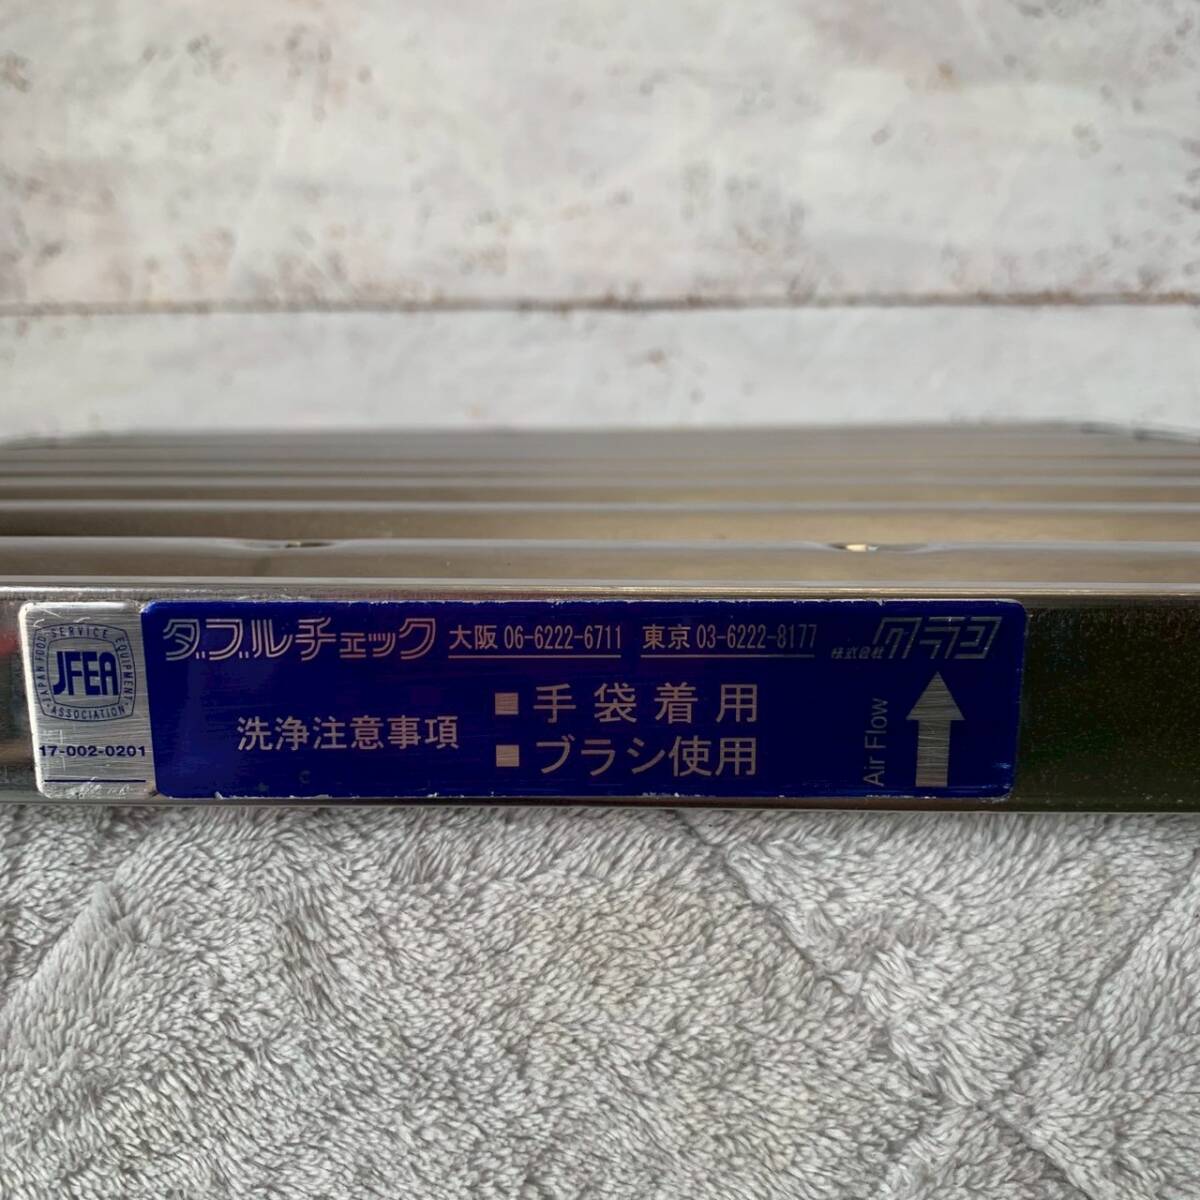 JAPAN FOOD SERVICE EQUIPMENT ASSOCIATION
JFEA
17-002-0201
ダブルチェック 大阪 06-6222-6711 東京 03-6222-8177 株式会社 クラコ
洗浄注意事項
■手袋着用
■ブラシ使用
Air Flow